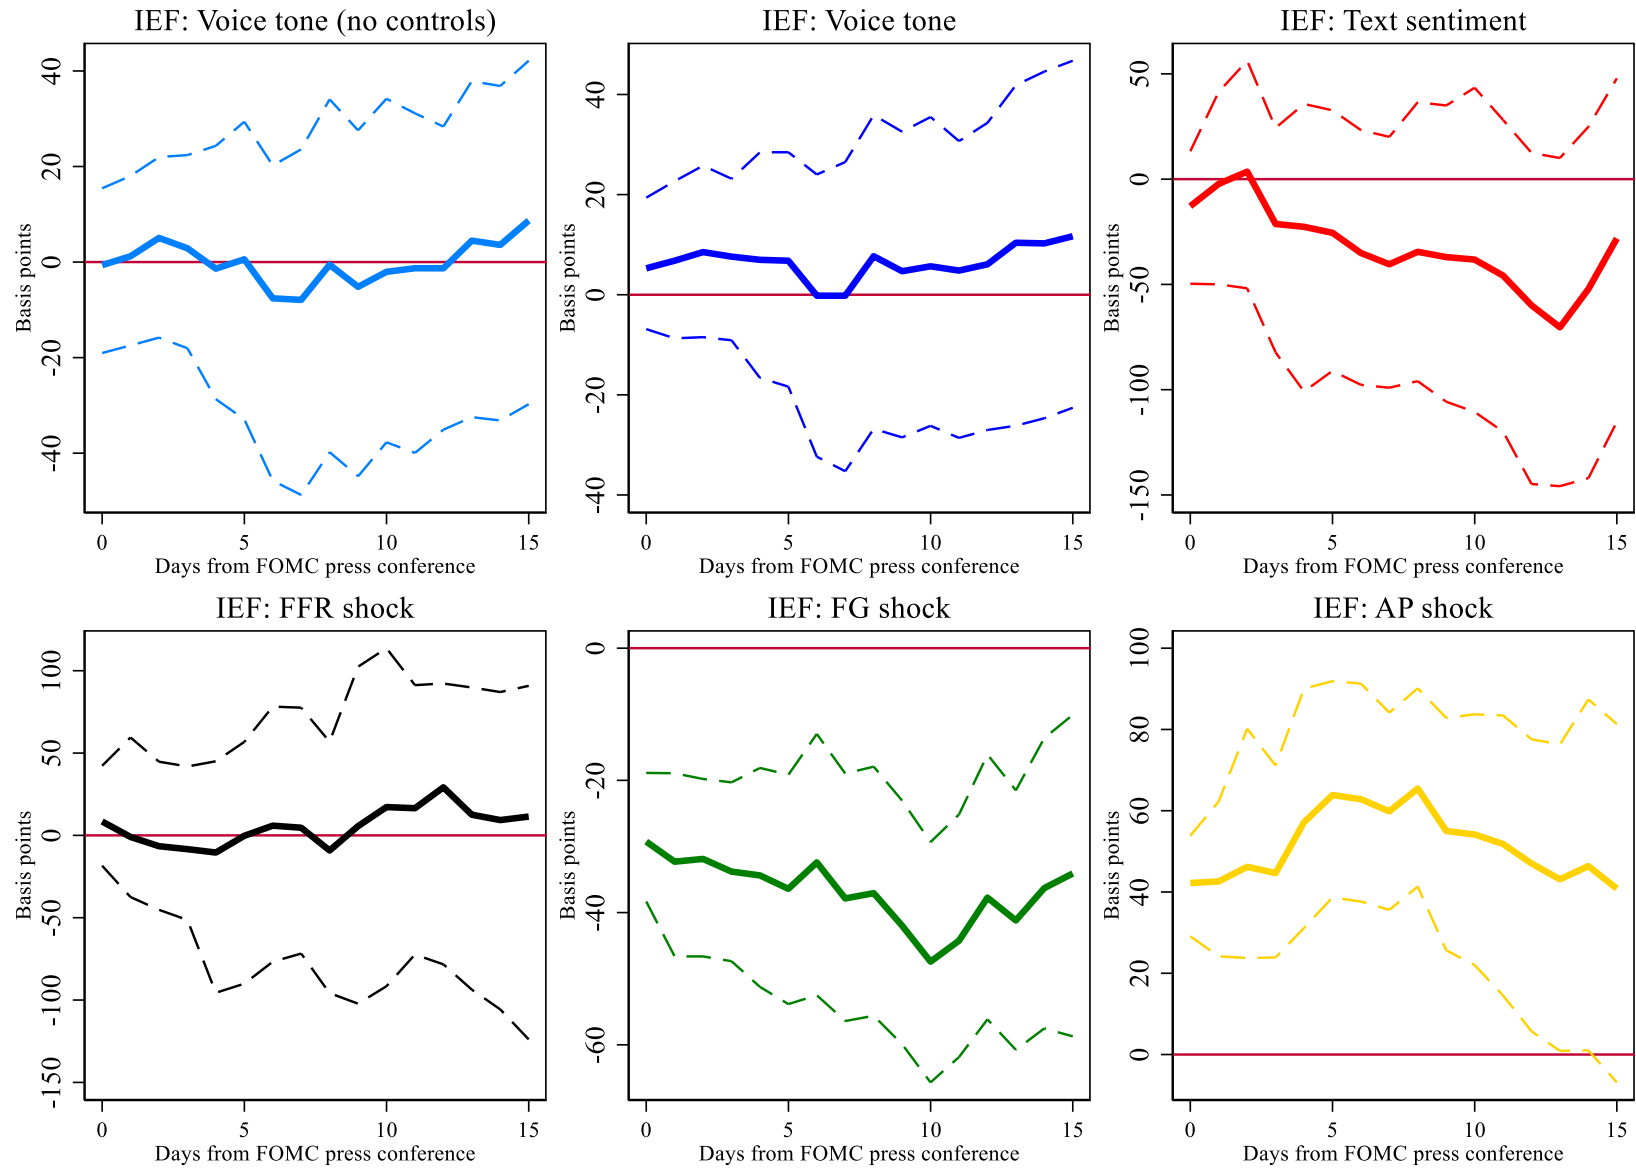 IEF: Voice tone (no controls)
Basis points
40
20
0
-20
-40
0 5 10 15
Days from FOMC press conference
IEF: Voice tone
Basis points
40
20
0
-20
-40
0 5 10 15
Days from FOMC press conference
IEF: Text sentiment
Basis points
50
0
-50
-100
-150
0 5 10 15
Days from FOMC press conference
IEF: FFR shock
Basis points
100
50
0
-50
-100
-150
0 5 10 15
Days from FOMC press conference
IEF: FG shock
Basis points
0
-20
-40
-60
0 5 10 15
Days from FOMC press conference
IEF: AP shock
Basis points
100
80
60
40
20
0
0 5 10 15
Days from FOMC press conference